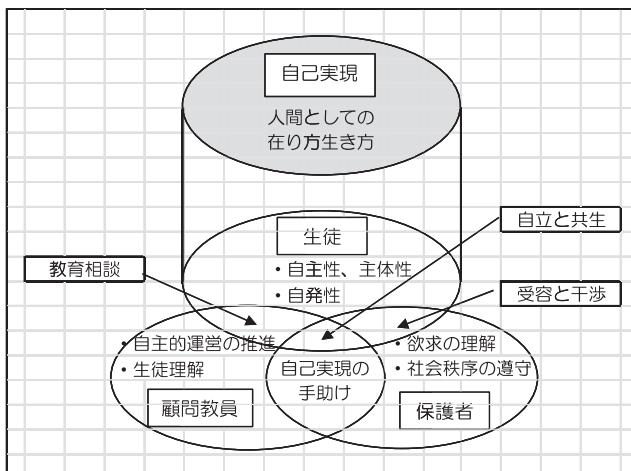 自己実現
人間としての
在り方生き方
自立と共生
生徒
教育相談
・自主性、主体性
・自発性
受容と干渉
・自主的運営の推進
・生徒理解
自己実現の
手助け
・欲求の理解
・社会秩序の遵守
顧問教員
保護者